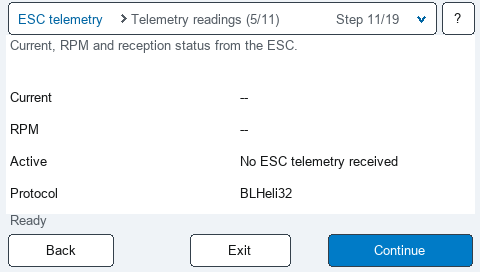 ESC telemetry > Telemetry readings (5/11) Step 11/19 ?
Current, RPM and reception status from the ESC.
Current --
RPM --
Active No ESC telemetry received
Protocol BLHeli32
Ready
Back Exit Continue